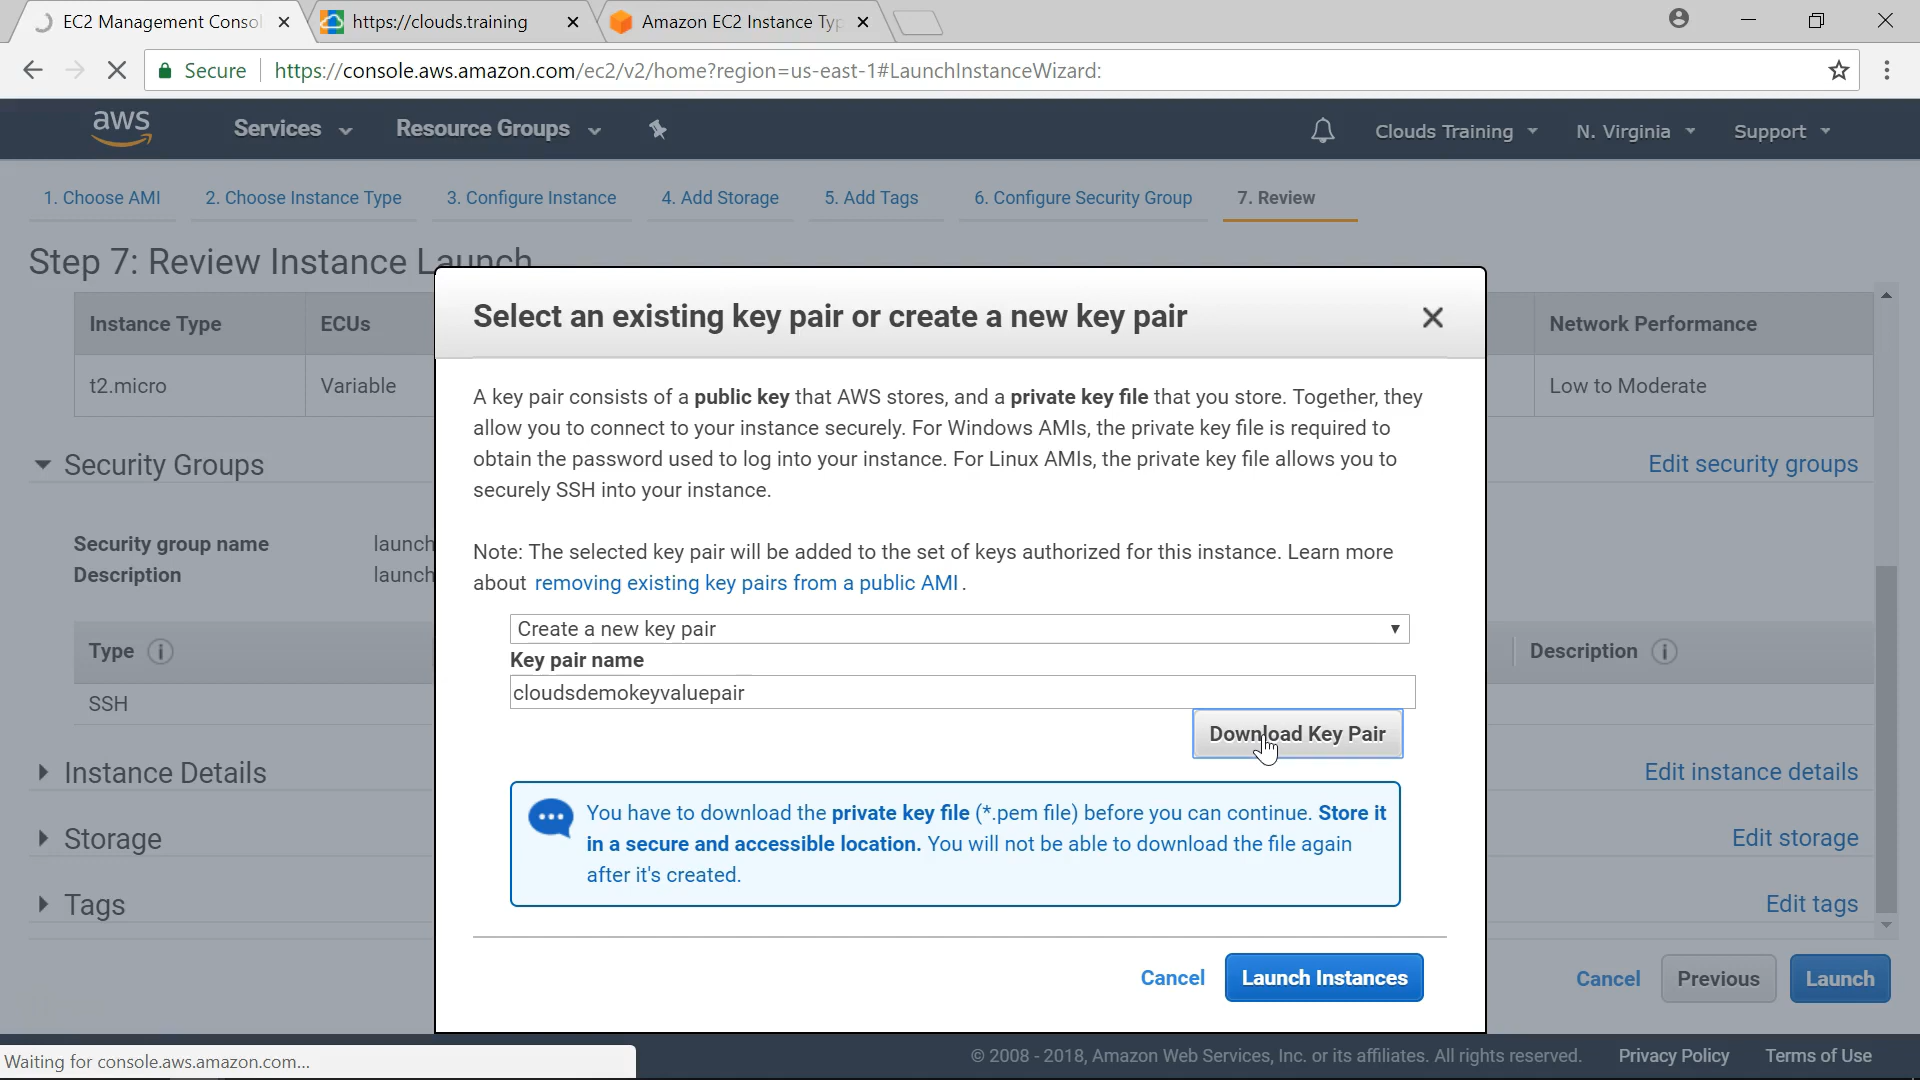 EC2 Management Conso
https://clouds.training
Amazon EC2 Instance Typ
Secure
https://console.aws.amazon.com/ec2/v2/home?region=us-east-1#LaunchInstanceWizard:
aws
Services
Resource Groups
Clouds Training
N. Virginia
Support
1. Choose AMI
2. Choose Instance Type
3. Configure Instance
4. Add Storage
5. Add Tags
6. Configure Security Group
7. Review
Step 7: Review Instance Launch
Instance Type
ECUs
Network Performance
t2.micro
Variable
Low to Moderate
Security Groups
Edit security groups
Security group name
launch
Description
launch
Type
Description
SSH
Instance Details
Edit instance details
Storage
Edit storage
Tags
Edit tags
Select an existing key pair or create a new key pair
A key pair consists of a public key that AWS stores, and a private key file that you store. Together, they
allow you to connect to your instance securely. For Windows AMIs, the private key file is required to
obtain the password used to log into your instance. For Linux AMIs, the private key file allows you to
securely SSH into your instance.
Note: The selected key pair will be added to the set of keys authorized for this instance. Learn more
about removing existing key pairs from a public AMI.
Create a new key pair
Key pair name
cloudsdemokeyvaluepair
Download Key Pair
You have to download the private key file (*.pem file) before you can continue. Store it
in a secure and accessible location. You will not be able to download the file again
after it's created.
Cancel
Launch Instances
Cancel
Previous
Launch
Waiting for console.aws.amazon.com...
© 2008 - 2018, Amazon Web Services, Inc. or its affiliates. All rights reserved.
Privacy Policy
Terms of Use